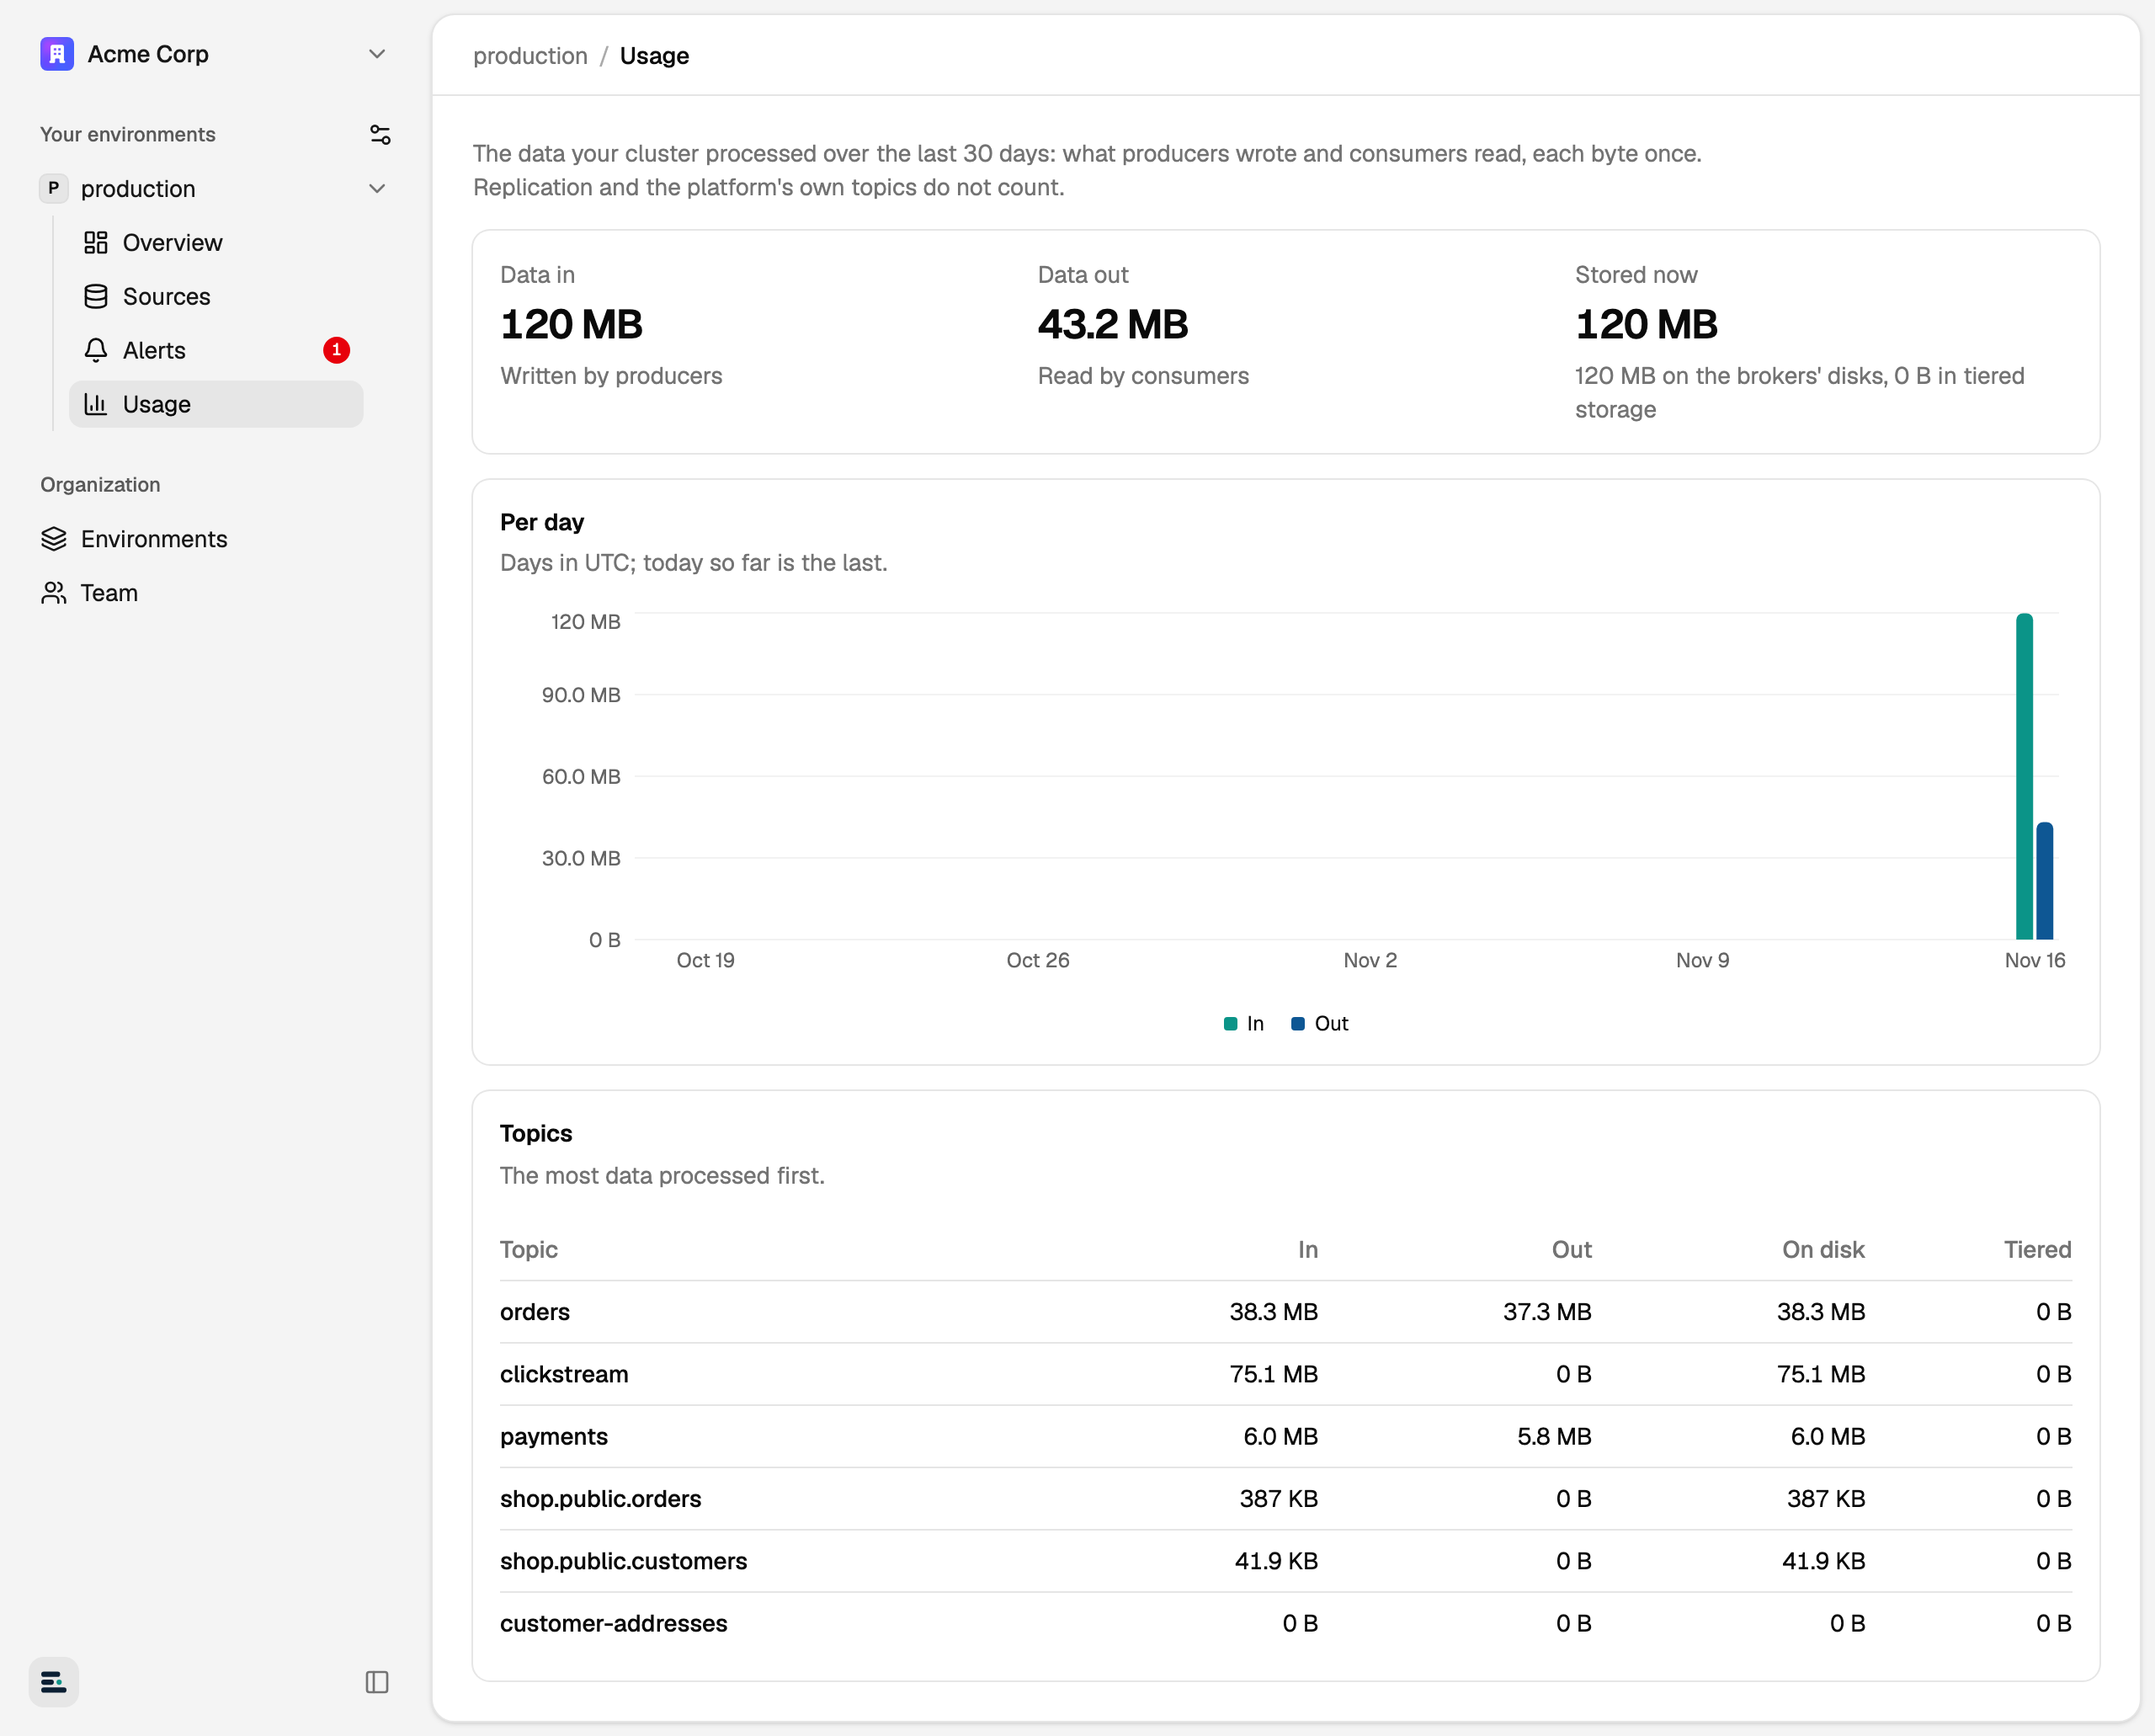 Acme Corp
Your environments
P production
Overview
Sources
Alerts 1
Usage
Organization
Environments
Team
production / Usage
The data your cluster processed over the last 30 days: what producers wrote and consumers read, each byte once.
Replication and the platform's own topics do not count.
Data in
120 MB
Written by producers
Data out
43.2 MB
Read by consumers
Stored now
120 MB
120 MB on the brokers' disks, 0 B in tiered
storage
Per day
Days in UTC; today so far is the last.
120 MB
90.0 MB
60.0 MB
30.0 MB
0 B
Oct 19 Oct 26 Nov 2 Nov 9 Nov 16
In Out
Topics
The most data processed first.
Topic In Out On disk Tiered
orders 38.3 MB 37.3 MB 38.3 MB 0 B
clickstream 75.1 MB 0 B 75.1 MB 0 B
payments 6.0 MB 5.8 MB 6.0 MB 0 B
shop.public.orders 387 KB 0 B 387 KB 0 B
shop.public.customers 41.9 KB 0 B 41.9 KB 0 B
customer-addresses 0 B 0 B 0 B 0 B